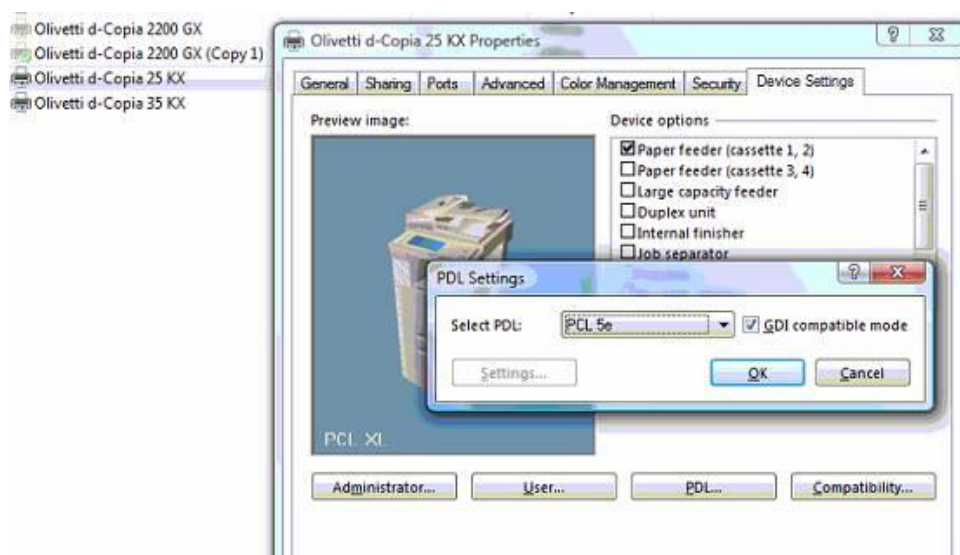 Olivetti d-Copia 2200 GX
Olivetti d-Copia 2200 GX (Copy 1)
Olivetti d-Copia 25 KX
Olivetti d-Copia 35 KX
Olivetti d-Copia 25 KX Properties
General Sharing Ports Advanced Color Management Security Device Settings
Preview image:
Device options
Paper feeder (cassette 1, 2)
Paper feeder (cassette 3, 4)
Large capacity feeder
Duplex unit
Internal finisher
Job separator
PDL Settings
Select PDL: PCL 5e GDI compatible mode
Settings... OK Cancel
PCL XL
Administrator... User... PDL... Compatibility...